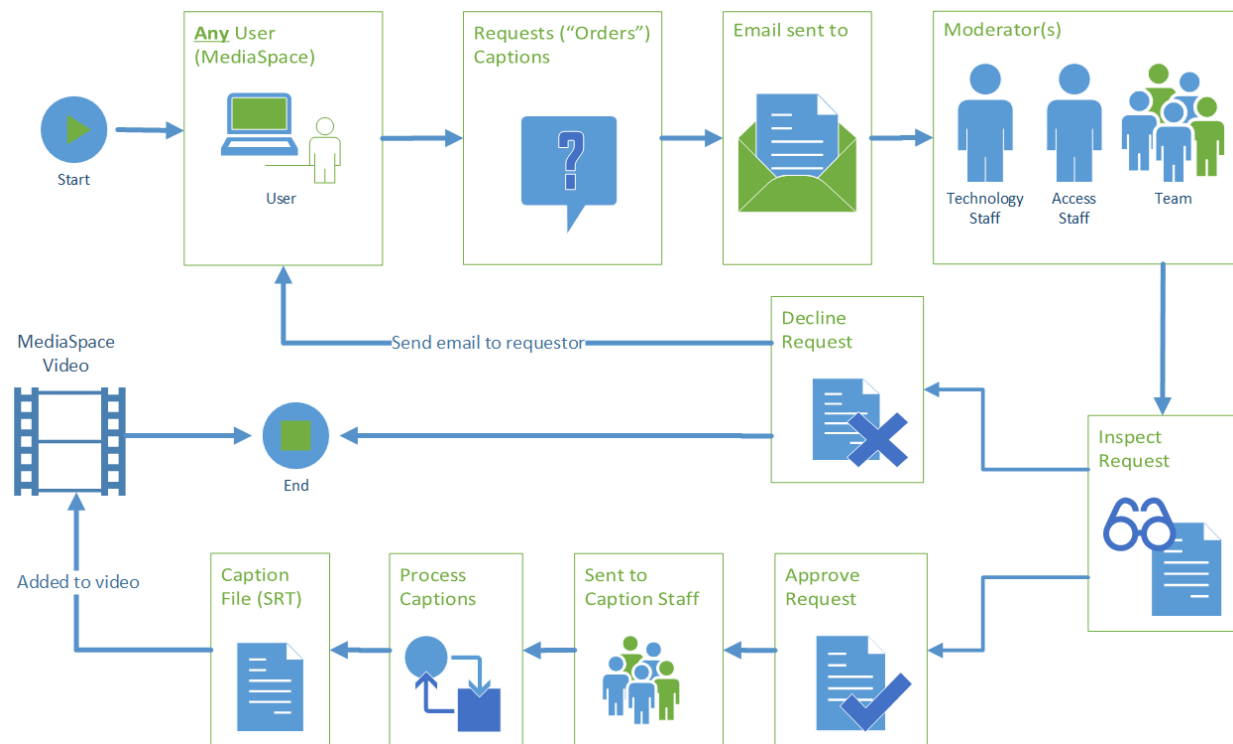 Any User
(MediaSpace)
User
Start
Requests (“Orders”)
Captions
?
Email sent to
Moderator(s)
Technology
Staff
Access
Staff
Team
Decline
Request
Send email to requestor
MediaSpace
Video
End
Inspect
Request
Added to video
Caption
File (SRT)
Process
Captions
Sent to
Caption Staff
Approve
Request